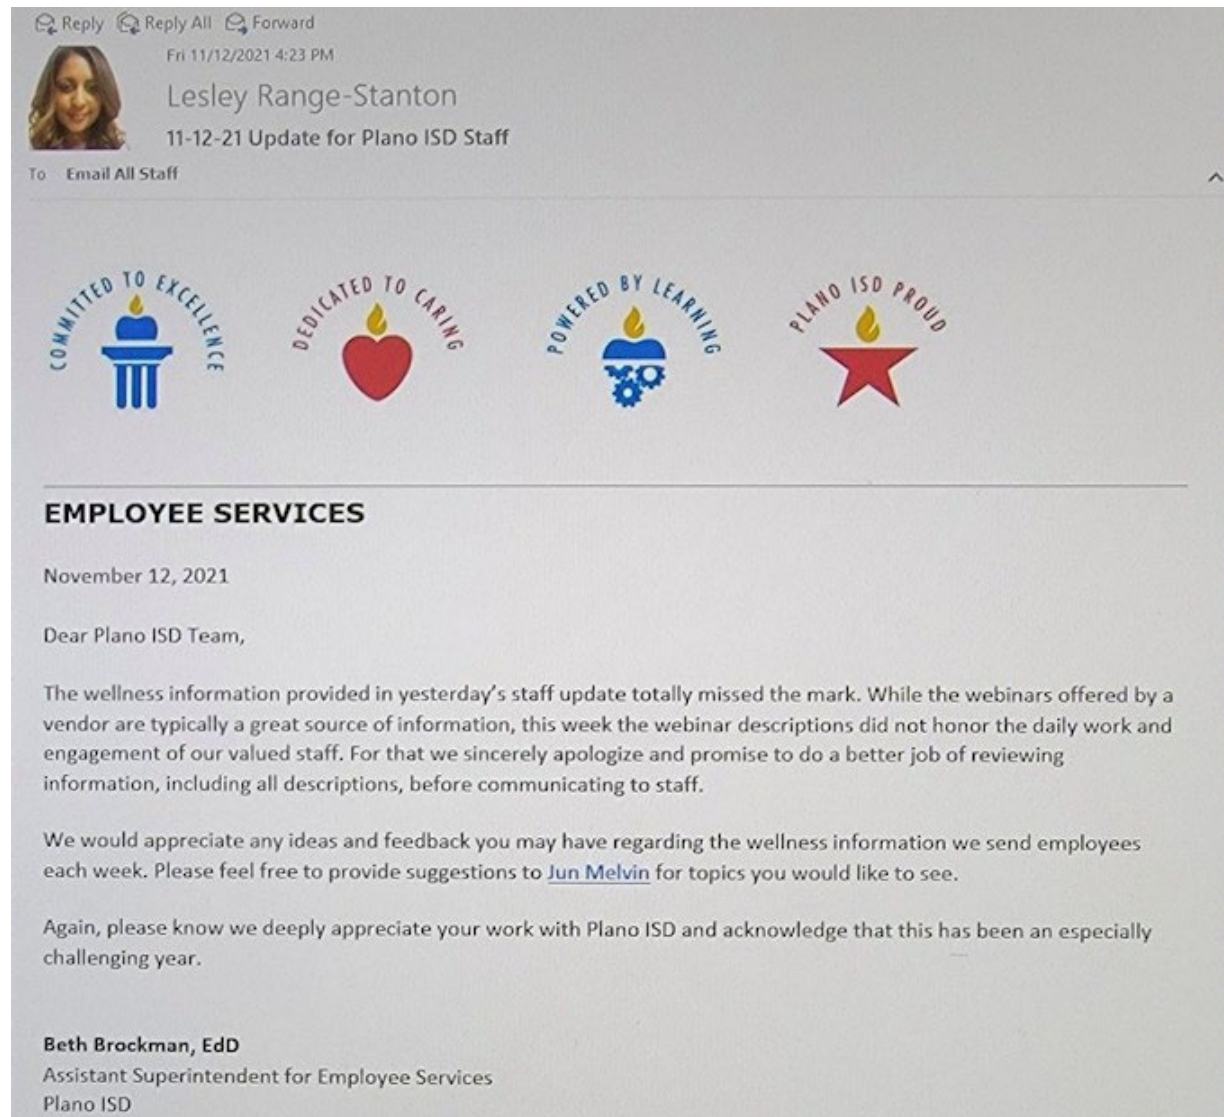 Reply Reply All Forward
Fri 11/12/2021 4:23 PM
Lesley Range-Stanton
11-12-21 Update for Plano ISD Staff
To Email All Staff
COMMITTED TO EXCELLENCE
DEDICATED TO CARING
POWERED BY LEARNING
PLANO ISD PROUD
EMPLOYEE SERVICES
November 12, 2021
Dear Plano ISD Team,
The wellness information provided in yesterday's staff update totally missed the mark. While the webinars offered by a
vendor are typically a great source of information, this week the webinar descriptions did not honor the daily work and
engagement of our valued staff. For that we sincerely apologize and promise to do a better job of reviewing
information, including all descriptions, before communicating to staff.
We would appreciate any ideas and feedback you may have regarding the wellness information we send employees
each week. Please feel free to provide suggestions to Jun Melvin for topics you would like to see.
Again, please know we deeply appreciate your work with Plano ISD and acknowledge that this has been an especially
challenging year.
Beth Brockman, EdD
Assistant Superintendent for Employee Services
Plano ISD